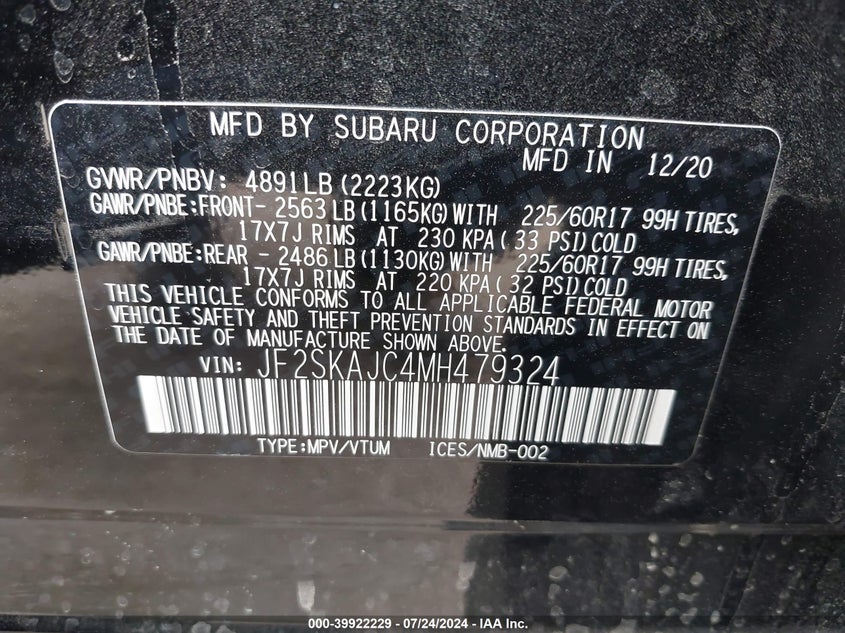 MFD BY SUBARU CORPORATION
MFD IN 12/20
GVWR/PNBV: 4891LB (2223KG)
GAWR/PNBE:FRONT- 2563 LB (1165KG) WITH 225/60R17 99H TIRES,
17X7J RIMS AT 230 KPA ( 33 PSI) COLD
GAWR/PNBE:REAR - 2486 LB (1130KG) WITH 225/60R17 99H TIRES,
17X7J RIMS AT 220 KPA ( 32 PSI) COLD
THIS VEHICLE CONFORMS TO ALL APPLICABLE FEDERAL MOTOR
VEHICLE SAFETY AND THEFT PREVENTION STANDARDS IN EFFECT ON
THE DATE OF MANUFACTURE SHOWN ABOVE.
VIN: JF2SKAJC4MH479324
TYPE:MPV/VTUM ICES/NMB-002
000-39922229 - 07/24/2024 - IAA Inc.